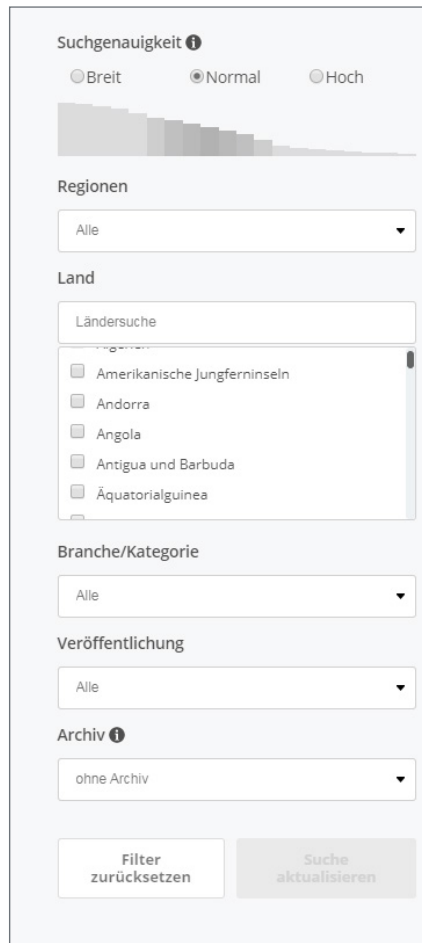 Suchgenauigkeit
Breit Normal Hoch
Regionen
Alle
Land
Ländersuche
Amerikanische Jungferninseln
Andorra
Angola
Antigua und Barbuda
Äquatorialguinea
Branche/Kategorie
Alle
Veröffentlichung
Alle
Archiv
ohne Archiv
Filter
zurücksetzen
Suche
aktualisieren